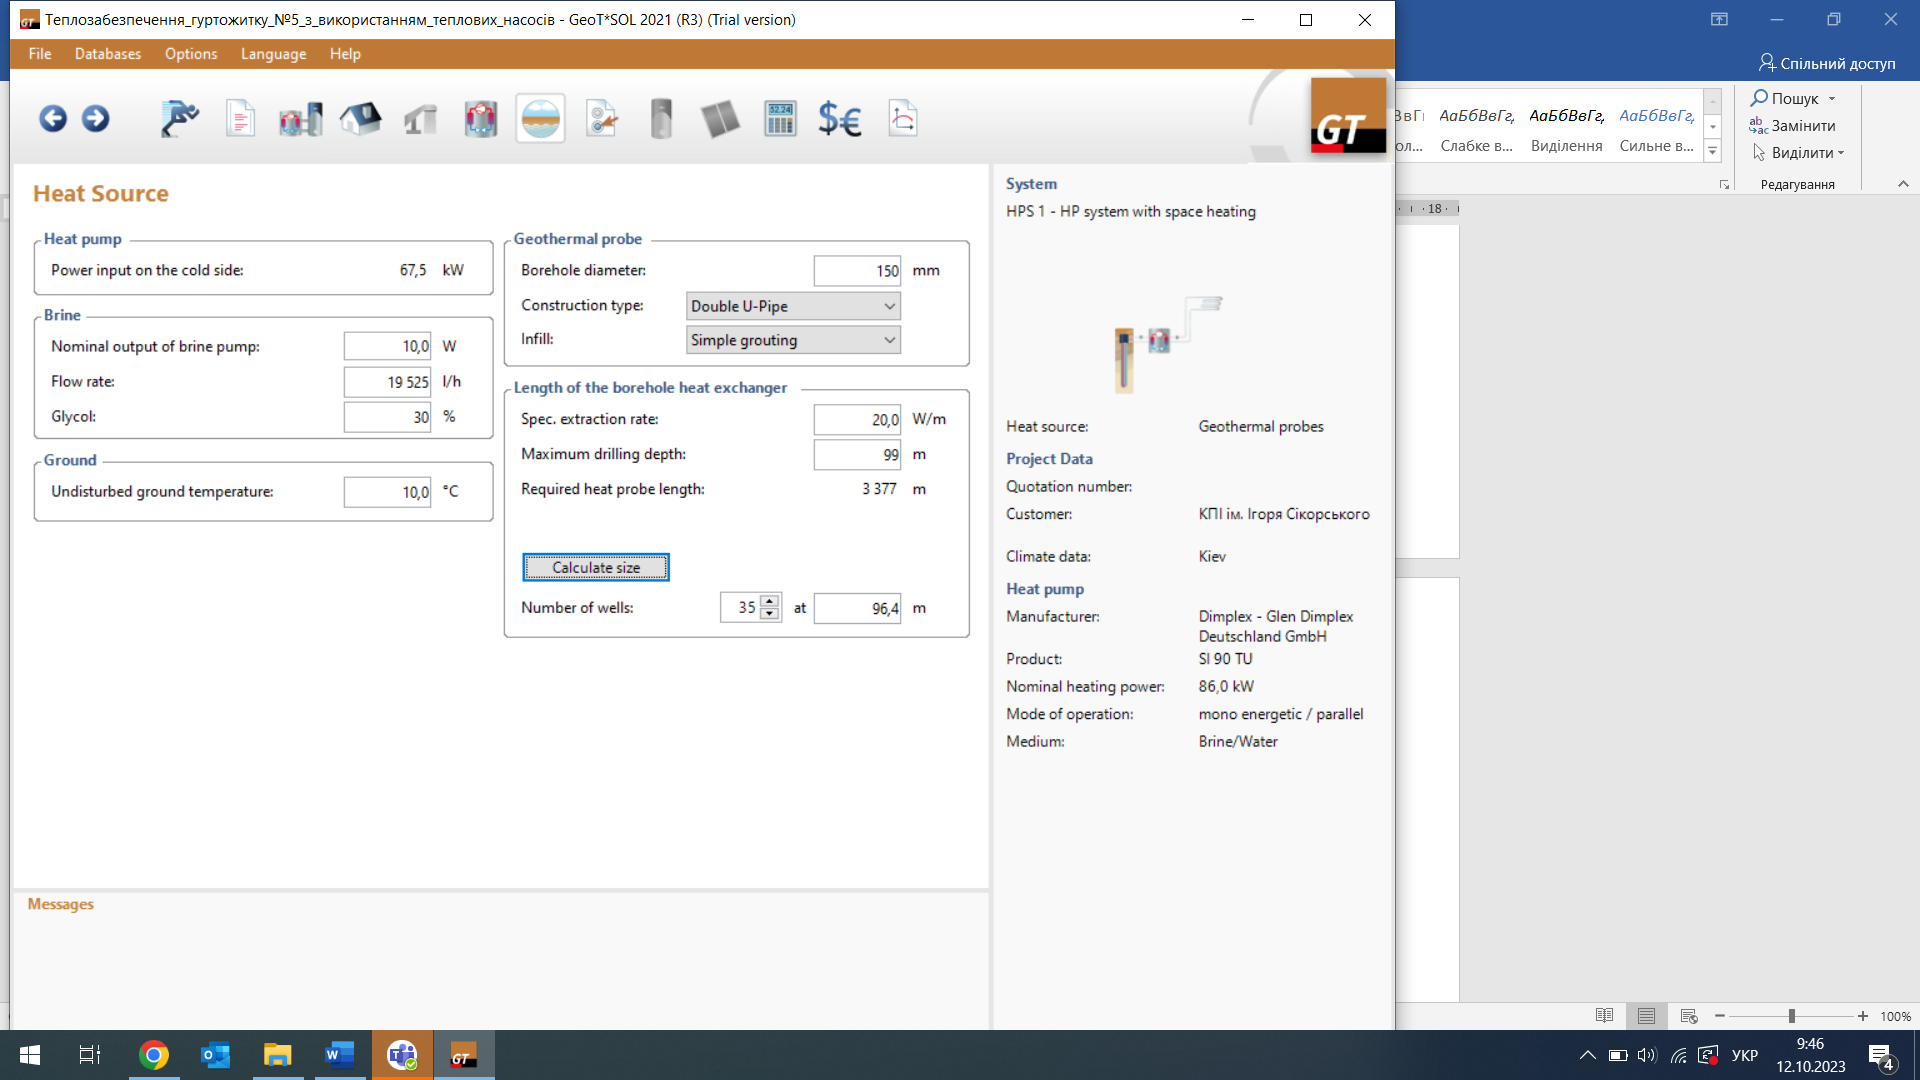 Теплозабезпечення_гуртожитку_№5_з_використанням_теплових_насосів - GeoT*SOL 2021 (R3) (Trial version)
File Databases Options Language Help
GT
Спільний доступ
Пошук
Замінити
Виділити
Редагування
АаБбВвГг, АаБбВвГг, АаБбВвГг,
ол... Слабке в... Виділення Сильне в...
18
Heat Source
Heat pump
Power input on the cold side: 67,5 kW
Brine
Nominal output of brine pump: 10,0 W
Flow rate: 19 525 l/h
Glycol: 30 %
Ground
Undisturbed ground temperature: 10,0 °C
Geothermal probe
Borehole diameter: 150 mm
Construction type: Double U-Pipe
Infill: Simple grouting
Length of the borehole heat exchanger
Spec. extraction rate: 20,0 W/m
Maximum drilling depth: 99 m
Required heat probe length: 3 377 m
Calculate size
Number of wells: 35 at 96,4 m
System
HPS 1 - HP system with space heating
Heat source: Geothermal probes
Project Data
Quotation number:
Customer: КПІ ім. Ігоря Сікорського
Climate data: Kiev
Heat pump
Manufacturer: Dimplex - Glen Dimplex
Deutschland GmbH
Product: SI 90 TU
Nominal heating power: 86,0 kW
Mode of operation: mono energetic / parallel
Medium: Brine/Water
Messages
100%
УКР
9:46
12.10.2023
4